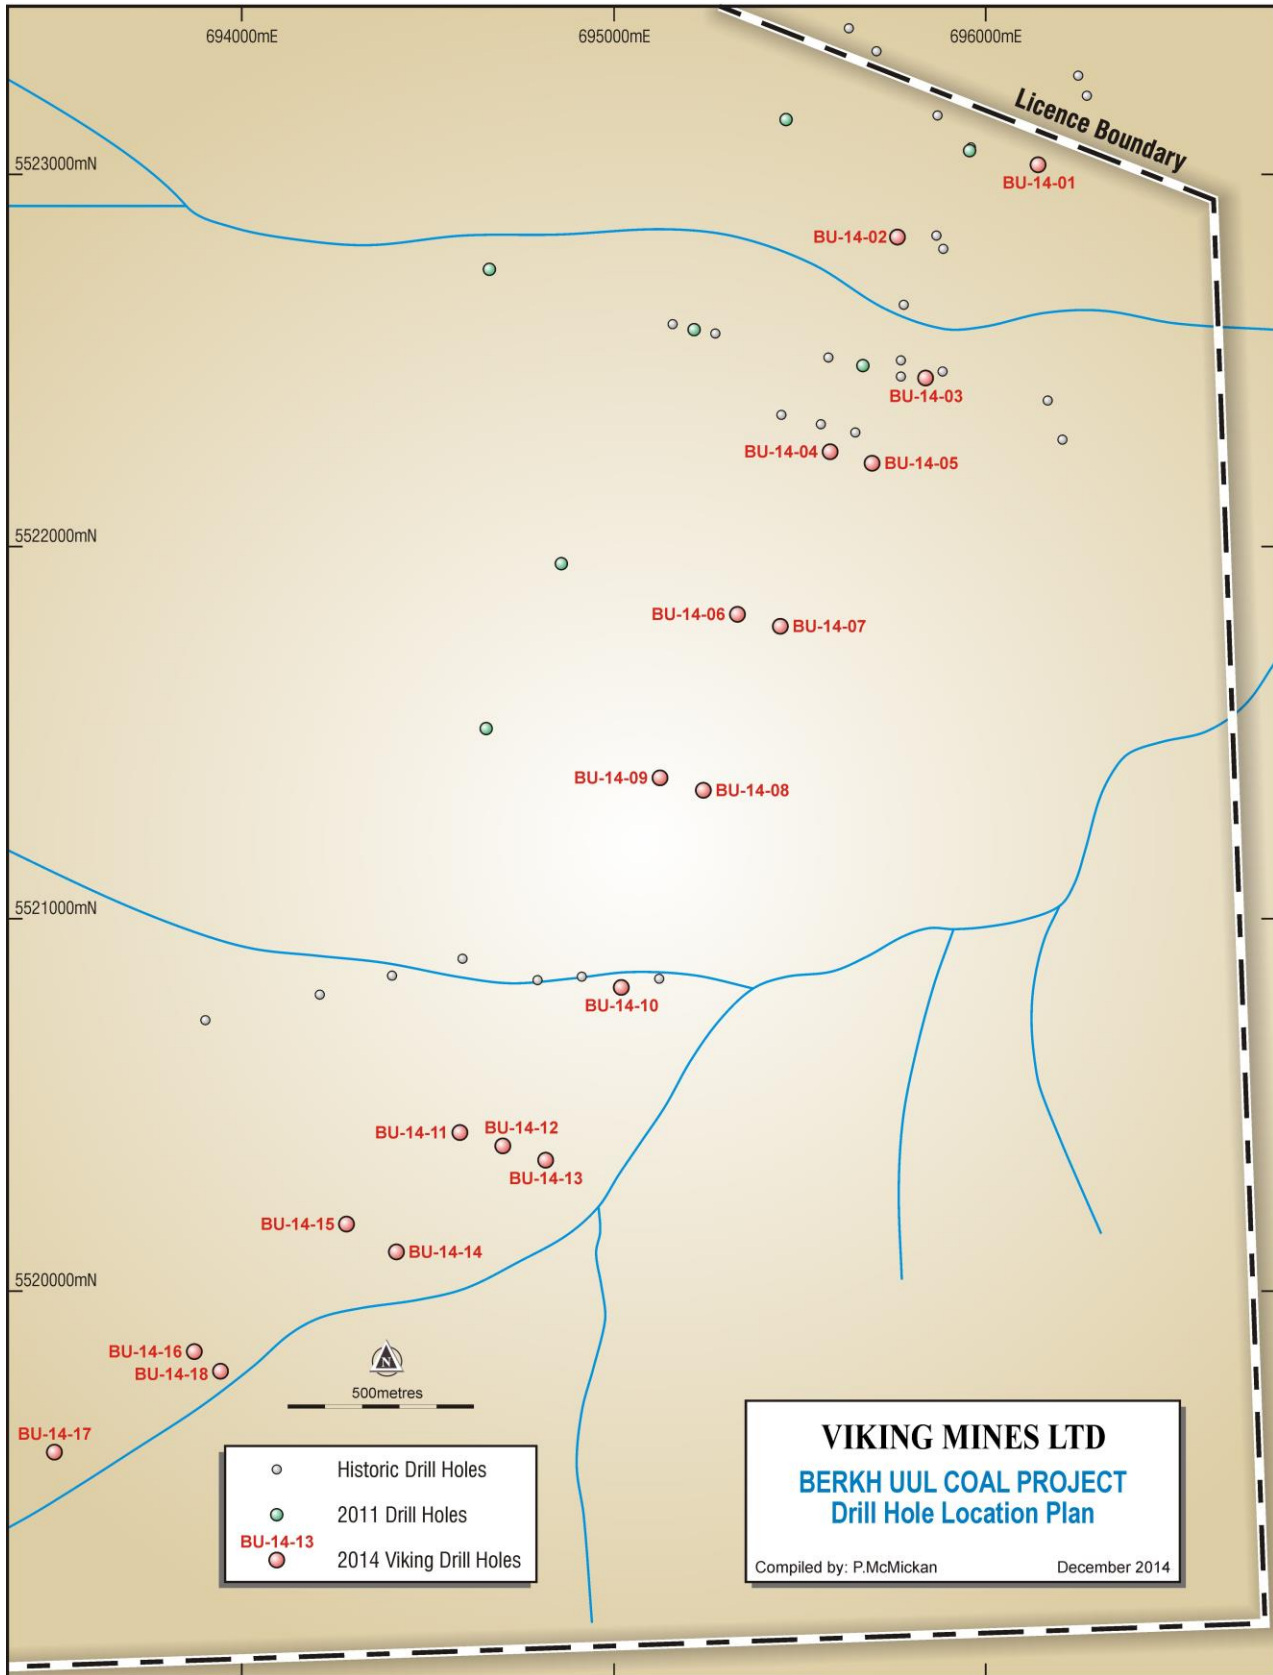 694000mE
695000mE
696000mE
Licence Boundary
5523000mN
BU-14-01
BU-14-02
BU-14-03
BU-14-04
BU-14-05
5522000mN
BU-14-06
BU-14-07
BU-14-09
BU-14-08
5521000mN
BU-14-10
BU-14-11
BU-14-12
BU-14-13
BU-14-15
BU-14-14
5520000mN
BU-14-16
BU-14-18
BU-14-17
N
500metres
Historic Drill Holes
2011 Drill Holes
BU-14-13
2014 Viking Drill Holes
VIKING MINES LTD
BERKH UUL COAL PROJECT
Drill Hole Location Plan
Compiled by: P.McMickan December 2014